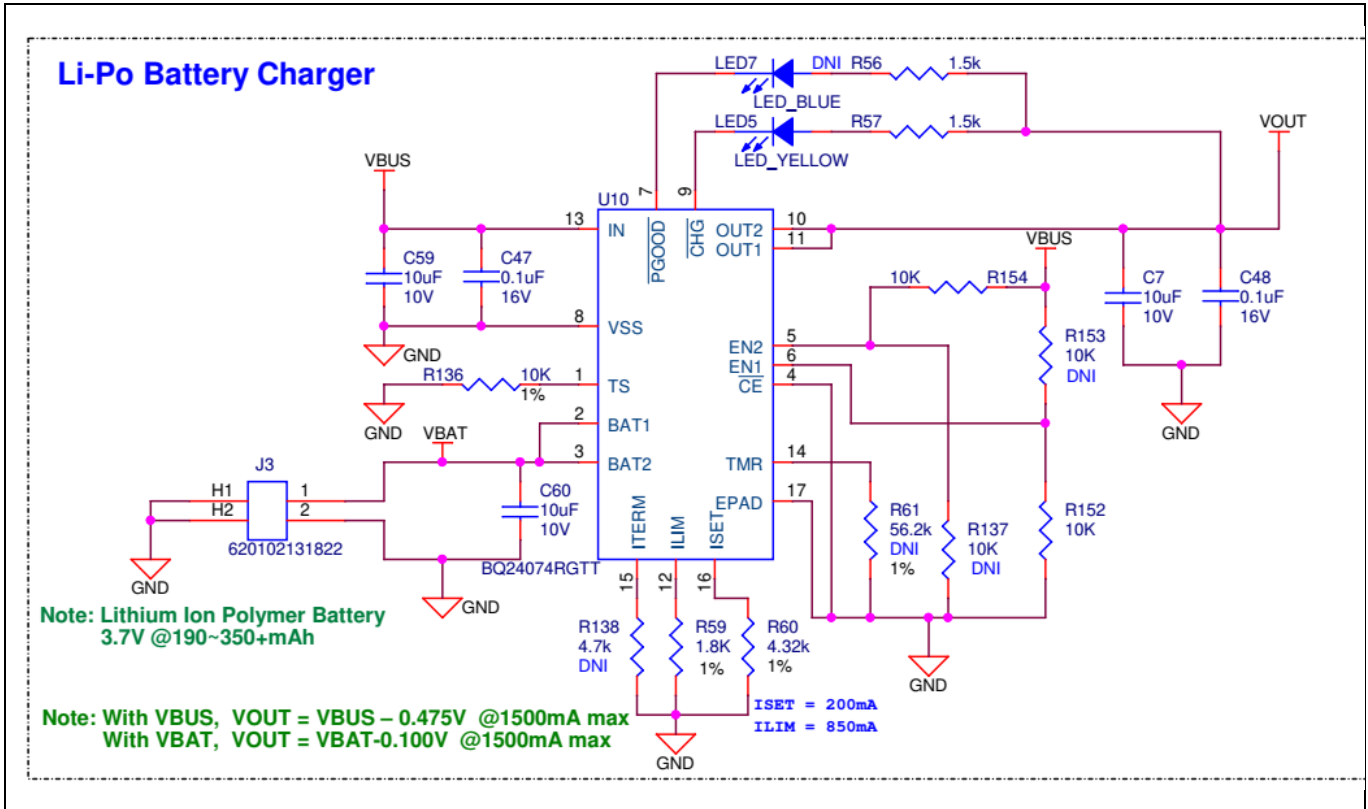 Li-Po Battery Charger
LED7
DNI
R56
1.5k
LED_BLUE
LED5
R57
1.5k
LED_YELLOW
VOUT
VBUS
U10
7
9
13
IN
PGOOD
CHG
OUT2
10
OUT1
11
VBUS
C59
10uF
10V
C47
0.1uF
16V
10K
R154
C7
10uF
10V
C48
0.1uF
16V
8
VSS
GND
EN2
5
EN1
6
CE
4
R153
10K
DNI
R136
10K
1%
1
TS
GND
2
BAT1
GND
VBAT
3
BAT2
TMR
14
J3
H1
H2
1
2
620102131822
C60
10uF
10V
EPAD
17
R61
56.2k
DNI
1%
R137
10K
DNI
R152
10K
ITERM
ILIM
ISET
BQ24074RGTT
15
12
16
GND
GND
Note: Lithium Ion Polymer Battery
3.7V @190~350+mAh
R138
4.7k
DNI
R59
1.8K
1%
R60
4.32k
1%
GND
ISET = 200mA
ILIM = 850mA
Note: With VBUS, VOUT = VBUS – 0.475V @1500mA max
With VBAT, VOUT = VBAT-0.100V @1500mA max
GND